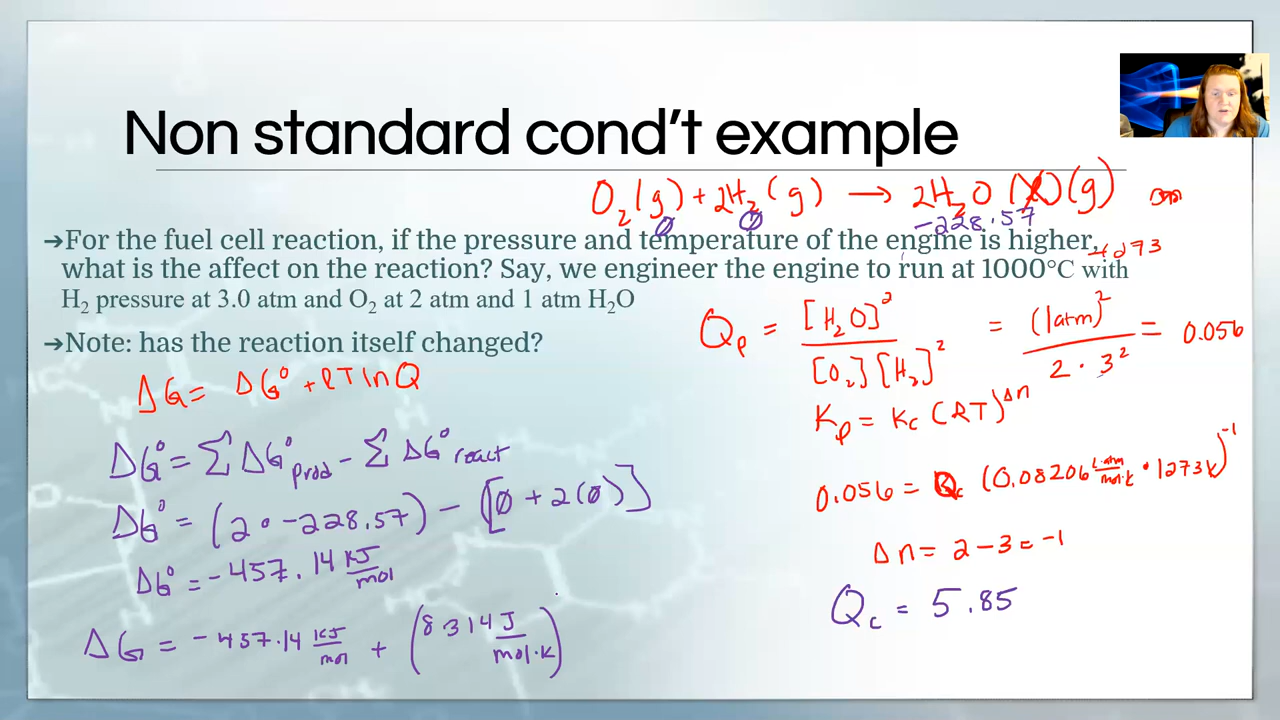 Non standard cond't example
O₂(g) + 2H₂(g) → 2H₂O (g)
∅ ∅ -228.57
➔For the fuel cell reaction, if the pressure and temperature of the engine is higher,
what is the affect on the reaction? Say, we engineer the engine to run at 1000°C with
1273
H₂ pressure at 3.0 atm and O₂ at 2 atm and 1 atm H₂O
➔Note: has the reaction itself changed?
ΔG = ΔG° + RT ln Q
ΔG° = Σ ΔG° prod - Σ ΔG° react
ΔG° = (2 · -228.57) - [∅ + 2(∅)]
ΔG° = -457.14 kJ/mol
ΔG = -457.14 kJ/mol + (8.314 J/mol·K)
Qp = [H₂O]² / [O₂][H₂]² = (1atm)² / 2 · 3² = 0.056
Kp = Kc (RT)^Δn
0.056 = Qc (0.08206 L·atm/mol·K · 1273K)^-1
Δn = 2 - 3 = -1
Qc = 5.85